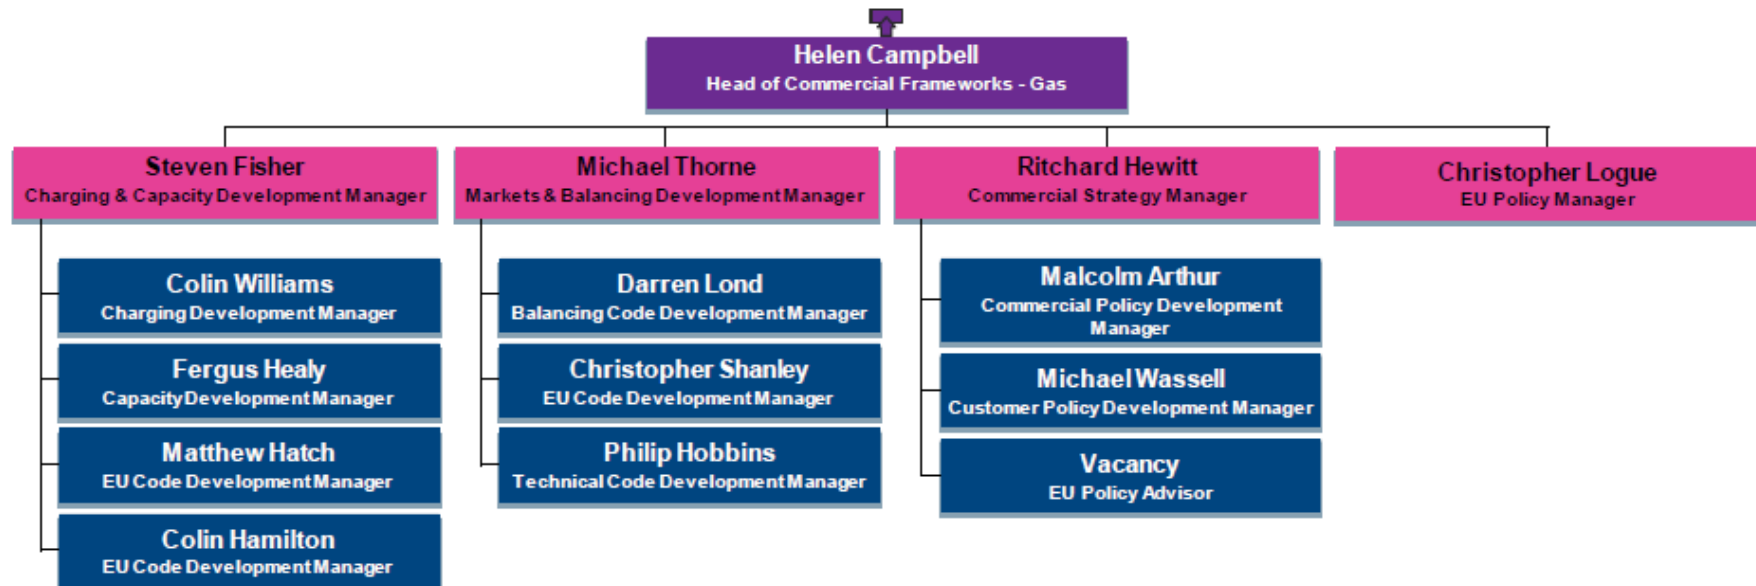 Helen Campbell
Head of Commercial Frameworks - Gas
Steven Fisher
Charging & Capacity Development Manager
Michael Thorne
Markets & Balancing Development Manager
Ritchard Hewitt
Commercial Strategy Manager
Christopher Logue
EU Policy Manager
Colin Williams
Charging Development Manager
Fergus Healy
Capacity Development Manager
Matthew Hatch
EU Code Development Manager
Colin Hamilton
EU Code Development Manager
Darren Lond
Balancing Code Development Manager
Christopher Shanley
EU Code Development Manager
Philip Hobbins
Technical Code Development Manager
Malcolm Arthur
Commercial Policy Development
Manager
Michael Wassell
Customer Policy Development Manager
Vacancy
EU Policy Advisor